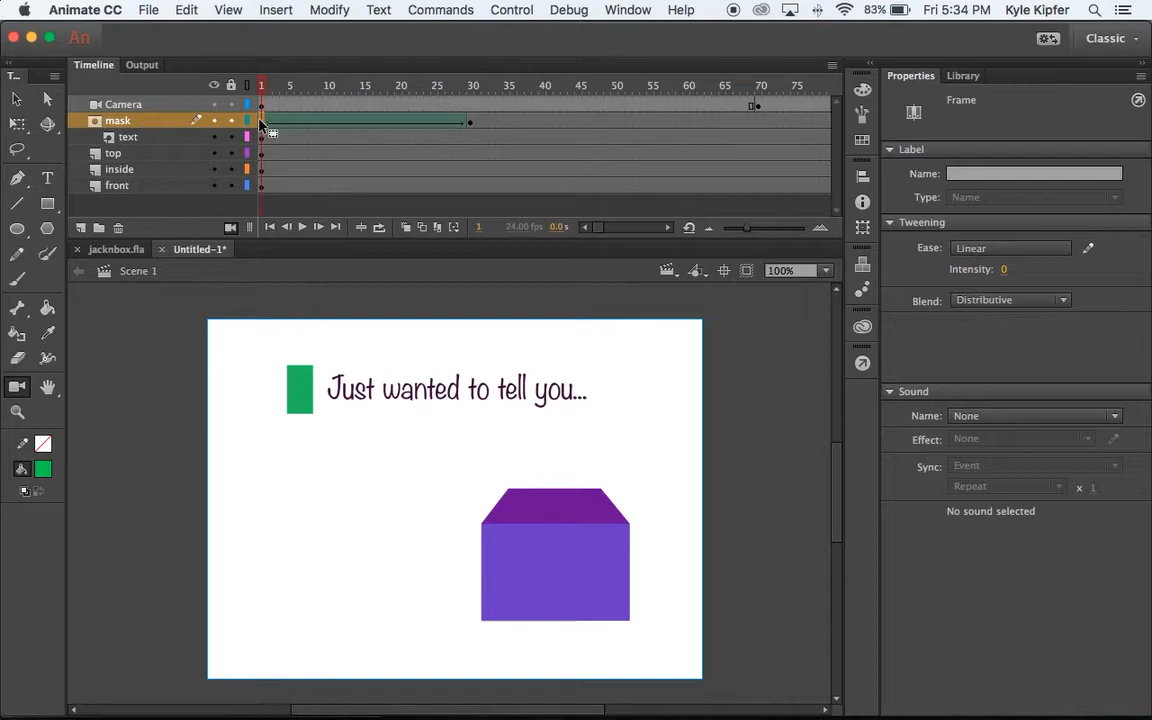 Animate CC File Edit View Insert Modify Text Commands Control Debug Window Help 83% Fri 5:34 PM Kyle Kipfer
An Classic
Timeline Output
T... 1 5 10 15 20 25 30 35 40 45 50 55 60 65 70 75
Properties Library
Camera
Frame
mask
text
top
inside
front
Label
Name:
Type: Name
Tweening
Ease: Linear
Intensity: 0
Blend: Distributive
1 24.00 fps 0.0 s
jacknbox.fla Untitled-1*
Scene 1 100%
Just wanted to tell you...
Sound
Name: None
Effect: None
Sync: Event
Repeat x 1
No sound selected